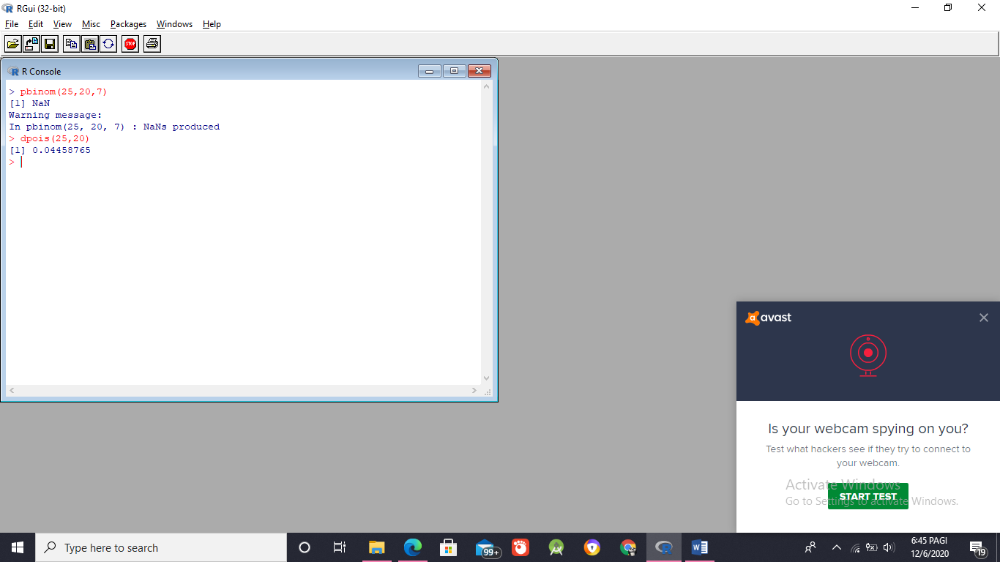 RGui (32-bit)
File Edit View Misc Packages Windows Help
STOP
R Console
> pbinom(25,20,7)
[1] NaN
Warning message:
In pbinom(25, 20, 7) : NaNs produced
> dpois(25,20)
[1] 0.04458765
>
avast
Is your webcam spying on you?
Test what hackers see if they try to connect to
your webcam.
Activate Windows
START TEST
Go to Settings to activate Windows.
Type here to search
99+
6:45 PAGI
12/6/2020
19